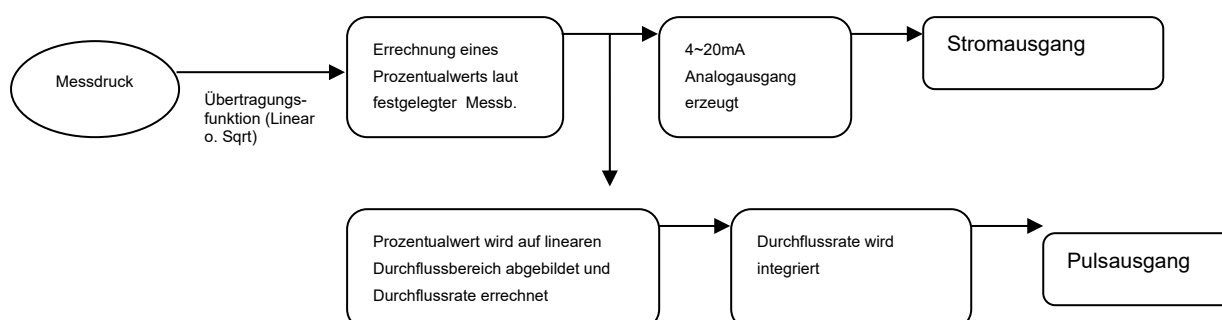 Messdruck
Übertragungs-
funktion (Linear
o. Sqrt)
Errechnung eines
Prozentualwerts laut
festgelegter Messb.
4~20mA
Analogausgang
erzeugt
Stromausgang
Prozentualwert wird auf linearen
Durchflussbereich abgebildet und
Durchflussrate errechnet
Durchflussrate wird
integriert
Pulsausgang